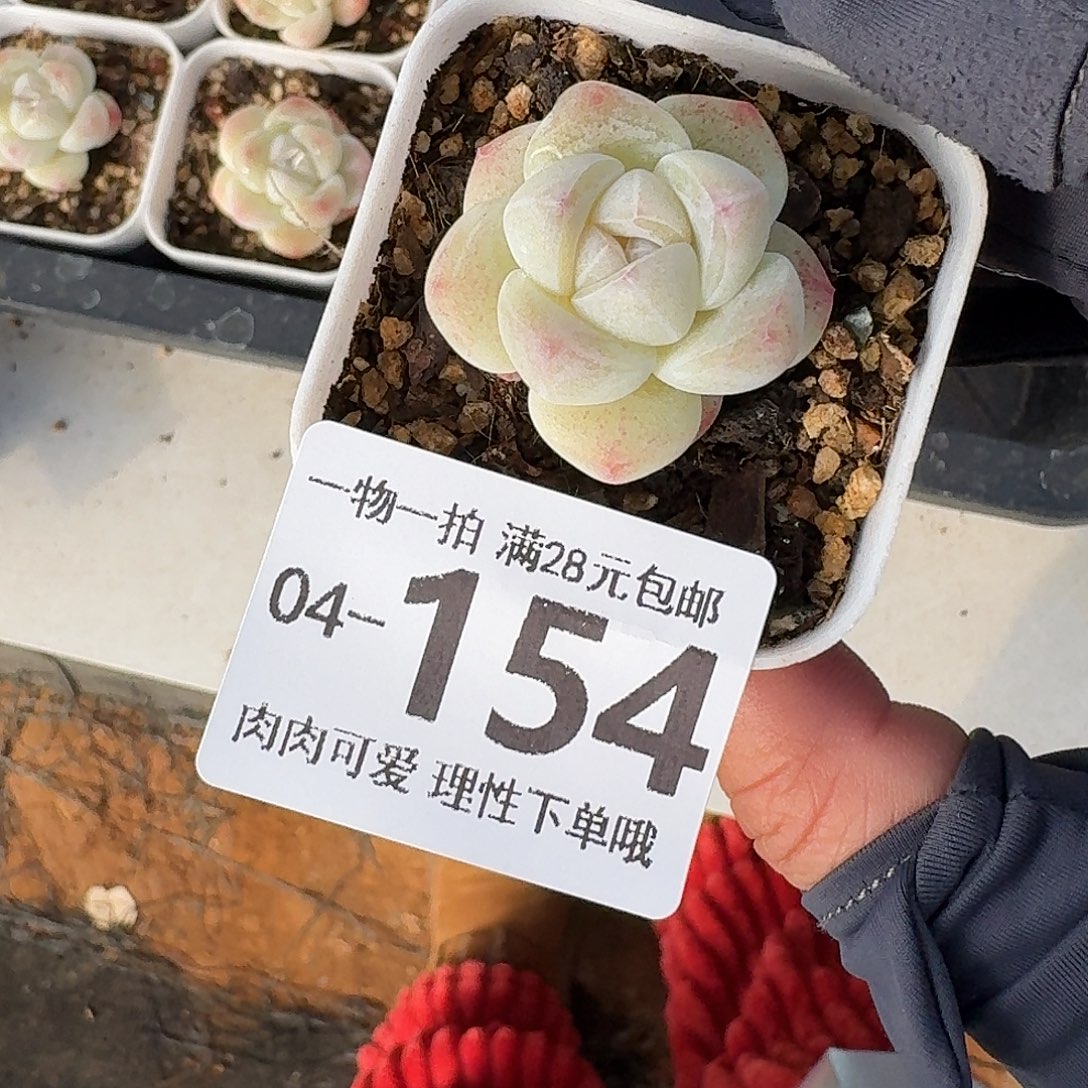 一物一拍 满28元包邮
04-154
肉肉可爱 理性下单哦